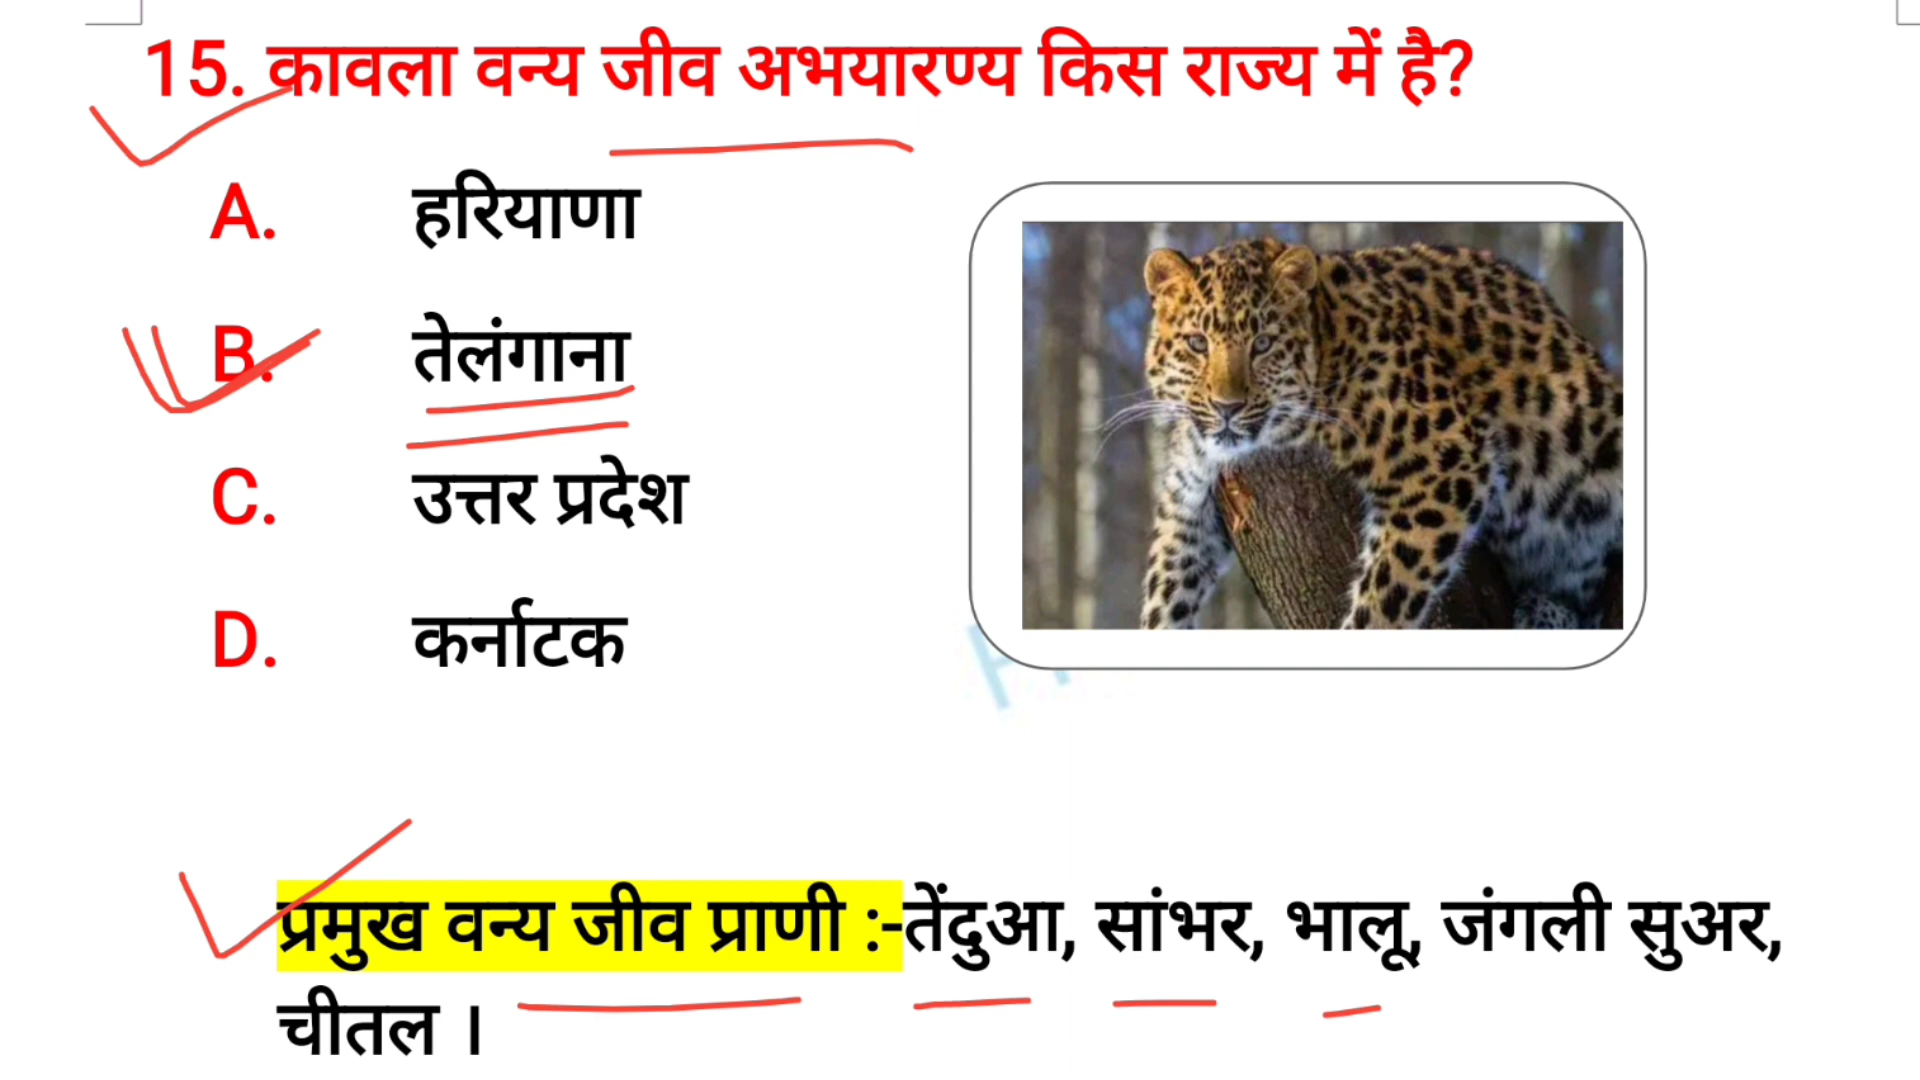 15. कावला वन्य जीव अभयारण्य किस राज्य में है?
A. हरियाणा
B. तेलंगाना
C. उत्तर प्रदेश
D. कर्नाटक
प्रमुख वन्य जीव प्राणी :-तेंदुआ, सांभर, भालू, जंगली सुअर,
चीतल ।